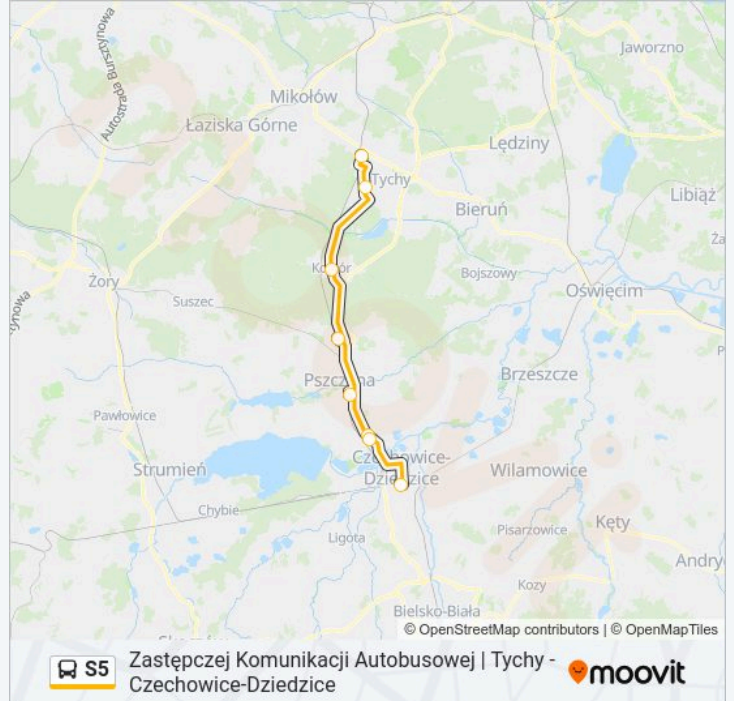 Autostrada Bursztynowa
Jaworzno
Mikołów
Łaziska Górne
Lędziny
Tychy
Libiąż
Bieruń
Bojszowy
Żory
Oświęcim
Suszec
Brzeszcze
Pawłowice
Strumień
Czechowice-
Dziedzice
Wilamowice
Chybie
Pisarzowice
Kęty
Ligota
Kozy
Bielsko-Biała
© OpenStreetMap contributors | © OpenMapTiles
S5
Zastępczej Komunikacji Autobusowej | Tychy -
Czechowice-Dziedzice
moovit